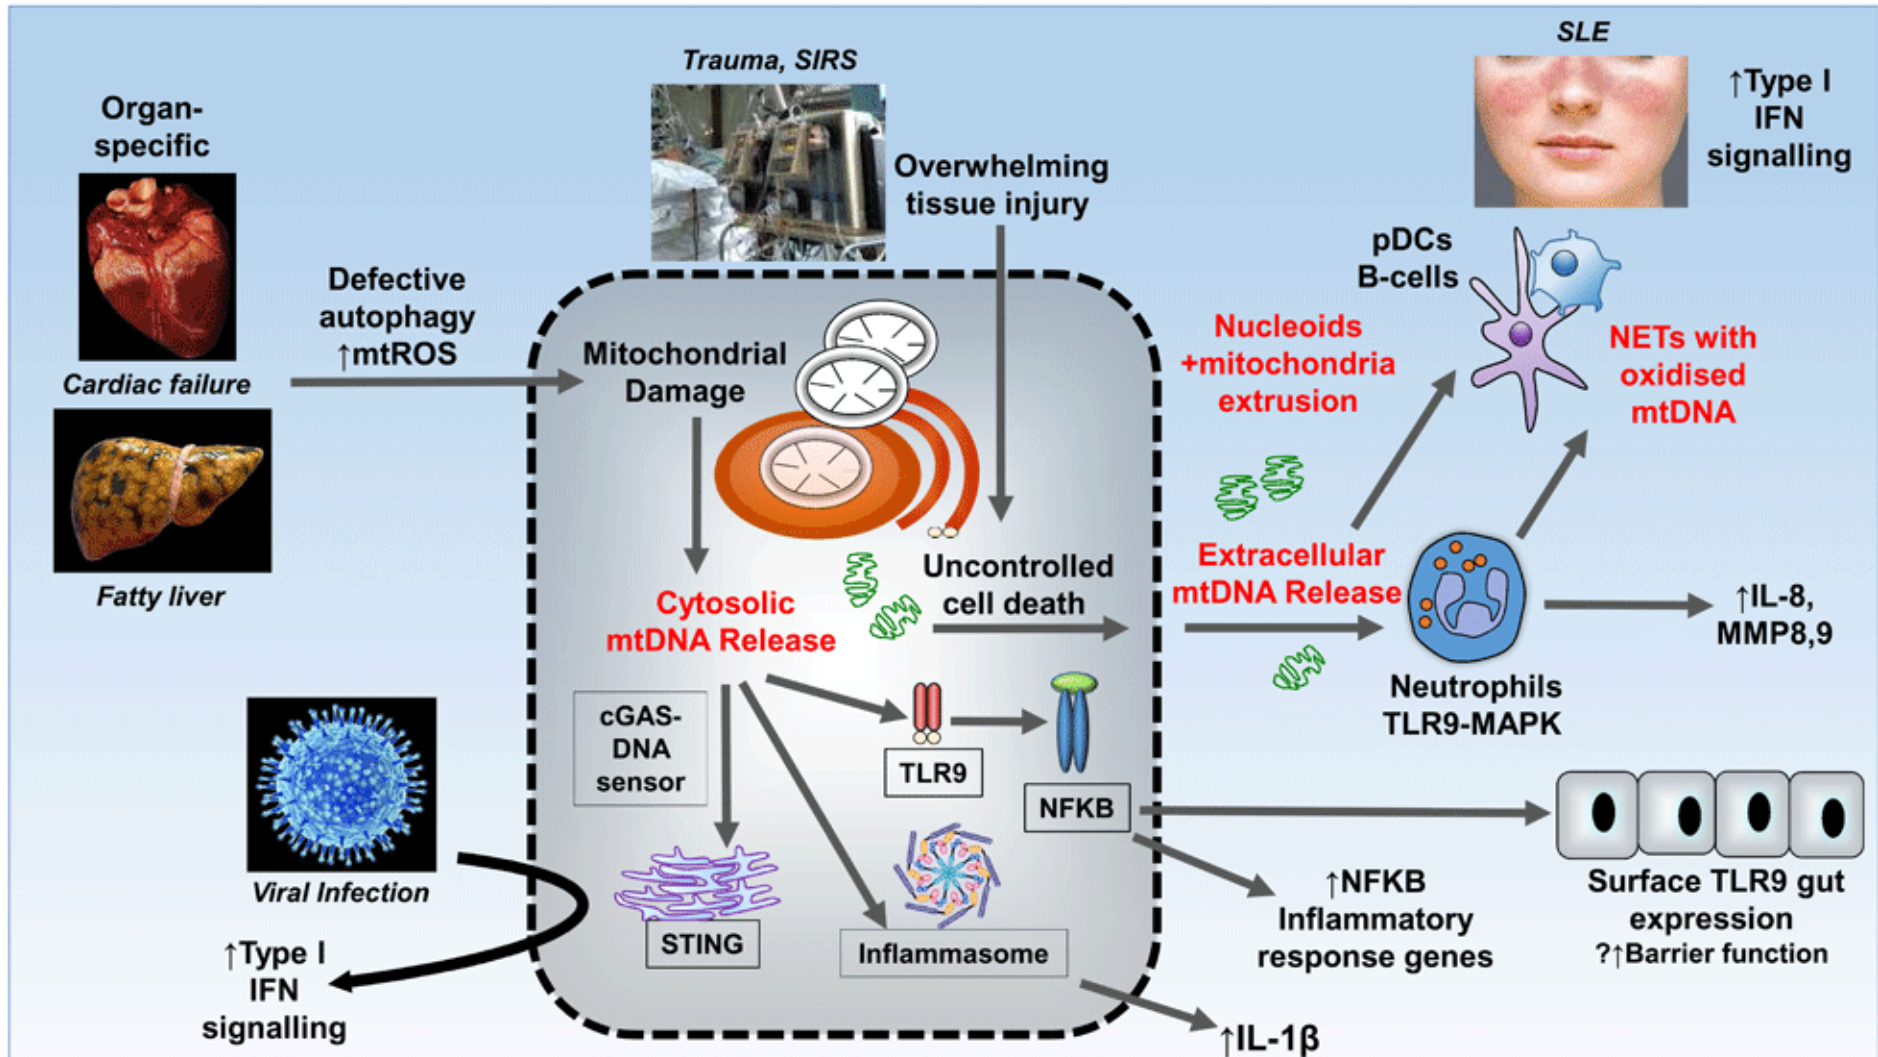 Organ-
specific
Cardiac failure
Fatty liver
Defective
autophagy
↑mtROS
Trauma, SIRS
Overwhelming
tissue injury
Mitochondrial
Damage
Cytosolic
mtDNA Release
Uncontrolled
cell death
cGAS-
DNA
sensor
TLR9
NFKB
STING
Inflammasome
Viral Infection
↑Type I
IFN
signalling
SLE
↑Type I
IFN
signalling
pDCs
B-cells
Nucleoids
+mitochondria
extrusion
NETs with
oxidised
mtDNA
Extracellular
mtDNA Release
Neutrophils
TLR9-MAPK
↑IL-8,
MMP8,9
Surface TLR9 gut
expression
?↑Barrier function
↑NFKB
Inflammatory
response genes
↑IL-1β